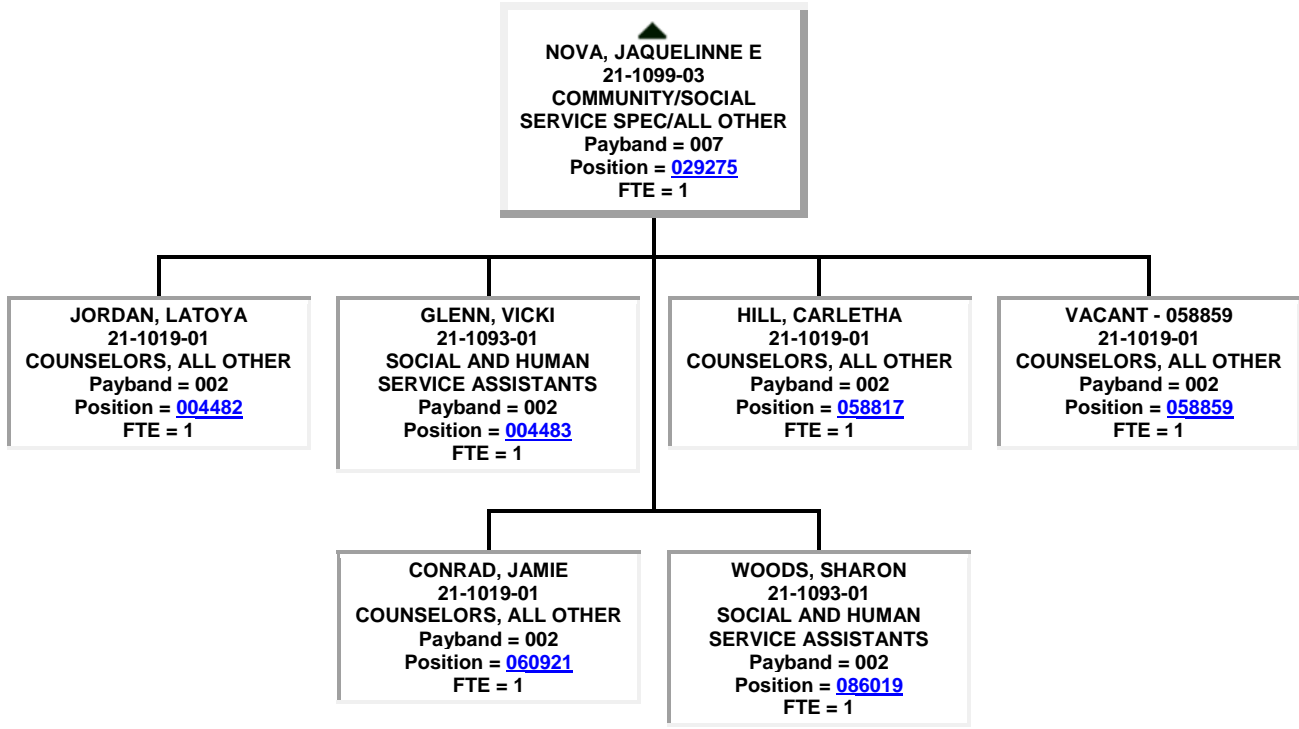 NOVA, JAQUELINNE E
21-1099-03
COMMUNITY/SOCIAL
SERVICE SPEC/ALL OTHER
Payband = 007
Position = 029275
FTE = 1
JORDAN, LATOYA
21-1019-01
COUNSELORS, ALL OTHER
Payband = 002
Position = 004482
FTE = 1
GLENN, VICKI
21-1093-01
SOCIAL AND HUMAN
SERVICE ASSISTANTS
Payband = 002
Position = 004483
FTE = 1
HILL, CARLETHA
21-1019-01
COUNSELORS, ALL OTHER
Payband = 002
Position = 058817
FTE = 1
VACANT - 058859
21-1019-01
COUNSELORS, ALL OTHER
Payband = 002
Position = 058859
FTE = 1
CONRAD, JAMIE
21-1019-01
COUNSELORS, ALL OTHER
Payband = 002
Position = 060921
FTE = 1
WOODS, SHARON
21-1093-01
SOCIAL AND HUMAN
SERVICE ASSISTANTS
Payband = 002
Position = 086019
FTE = 1